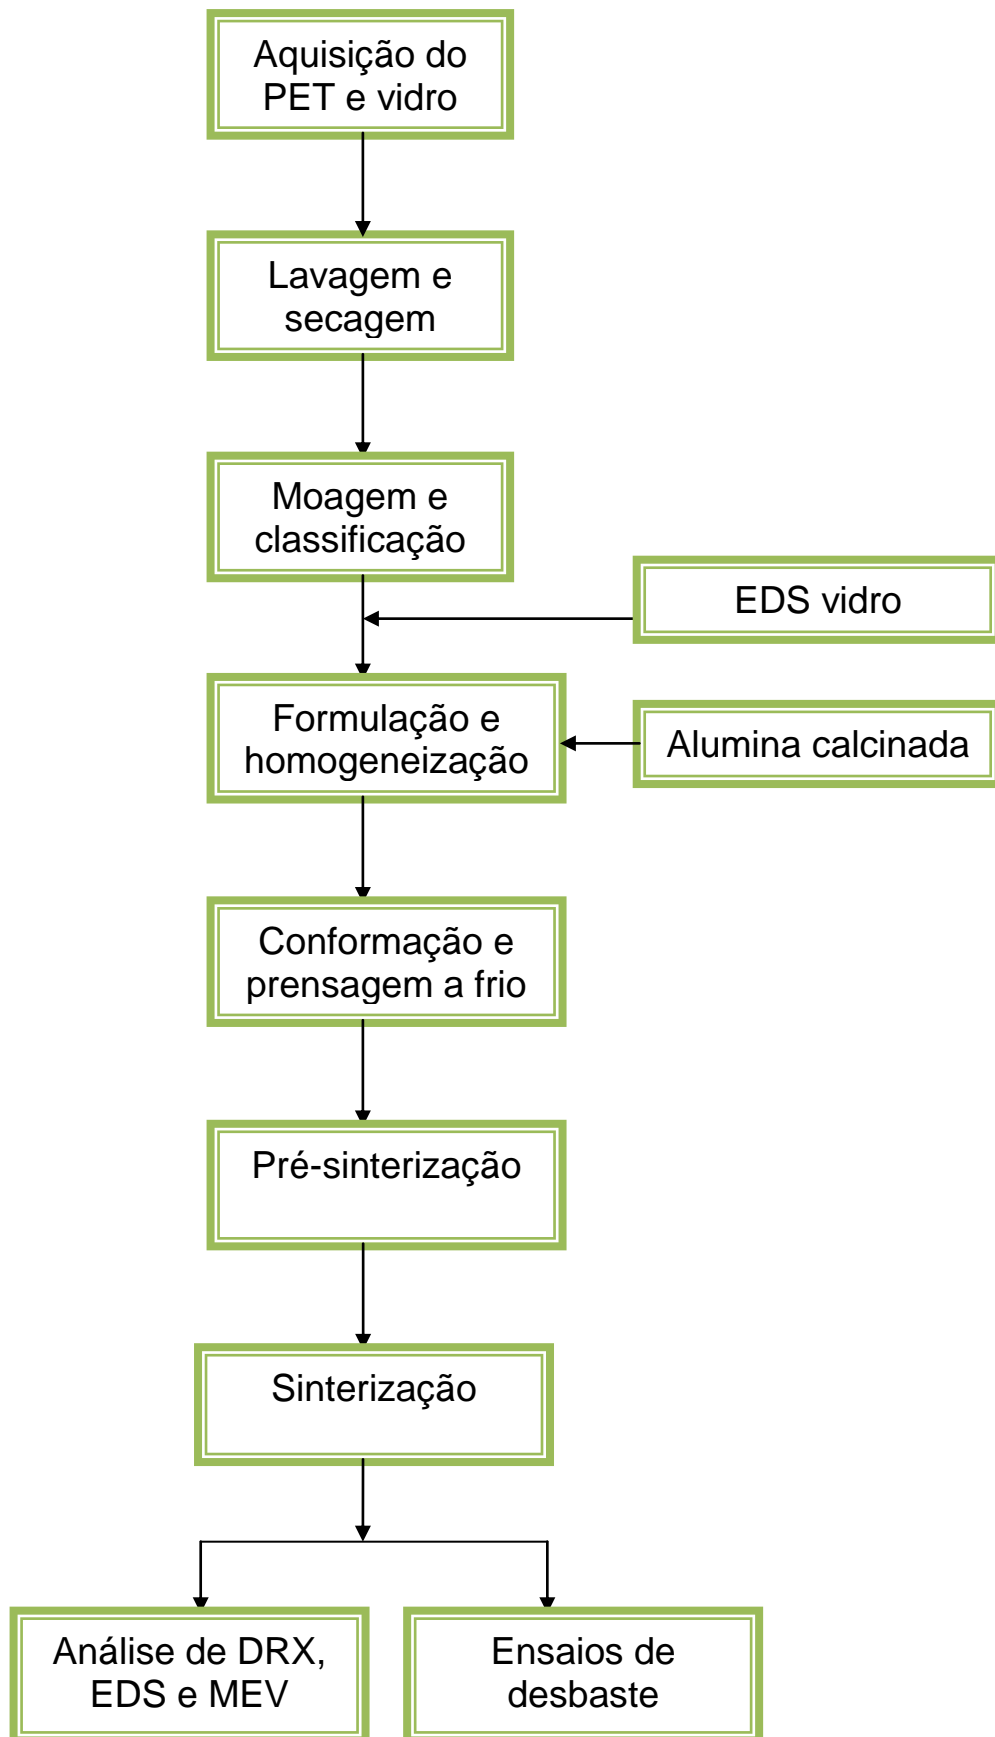 Aquisição do
PET e vidro
Lavagem e
secagem
Moagem e
classificação
EDS vidro
Formulação e
homogeneização
Alumina calcinada
Conformação e
prensagem a frio
Pré-sinterização
Sinterização
Análise de DRX,
EDS e MEV
Ensaios de
desbaste